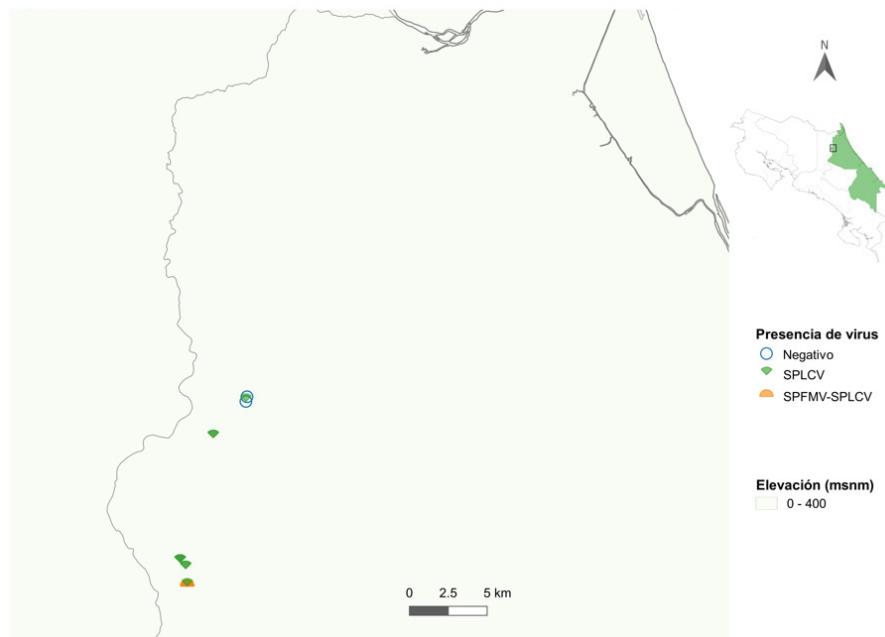 N
Presencia de virus
Negativo
SPLCV
SPFMV-SPLCV
Elevación (msnm)
0 - 400
0 2.5 5 km